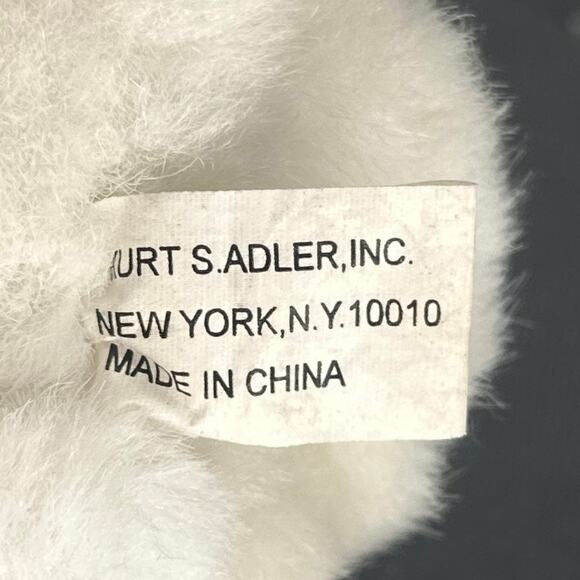 KURT S.ADLER,INC.
NEW YORK,N.Y.10010
MADE IN CHINA